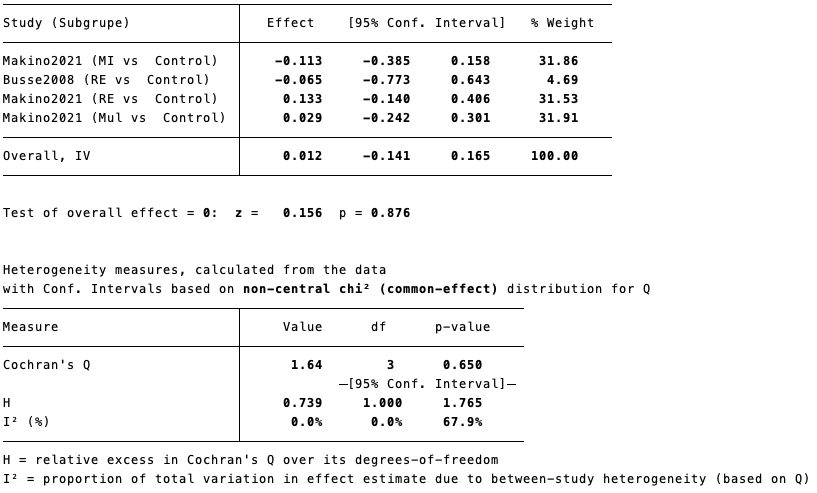 Study (Subgrupe) Effect [95% Conf. Interval] % Weight
Makino2021 (MI vs Control) −0.113 −0.385 0.158 31.86
Busse2008 (RE vs Control) −0.065 −0.773 0.643 4.69
Makino2021 (RE vs Control) 0.133 −0.140 0.406 31.53
Makino2021 (Mul vs Control) 0.029 −0.242 0.301 31.91
Overall, IV 0.012 −0.141 0.165 100.00
Test of overall effect = 0: z = 0.156 p = 0.876
Heterogeneity measures, calculated from the data
with Conf. Intervals based on non−central chi² (common−effect) distribution for Q
Measure Value df p−value
Cochran's Q 1.64 3 0.650
—[95% Conf. Interval]—
H 0.739 1.000 1.765
I² (%) 0.0% 0.0% 67.9%
H = relative excess in Cochran's Q over its degrees−of−freedom
I² = proportion of total variation in effect estimate due to between−study heterogeneity (based on Q)